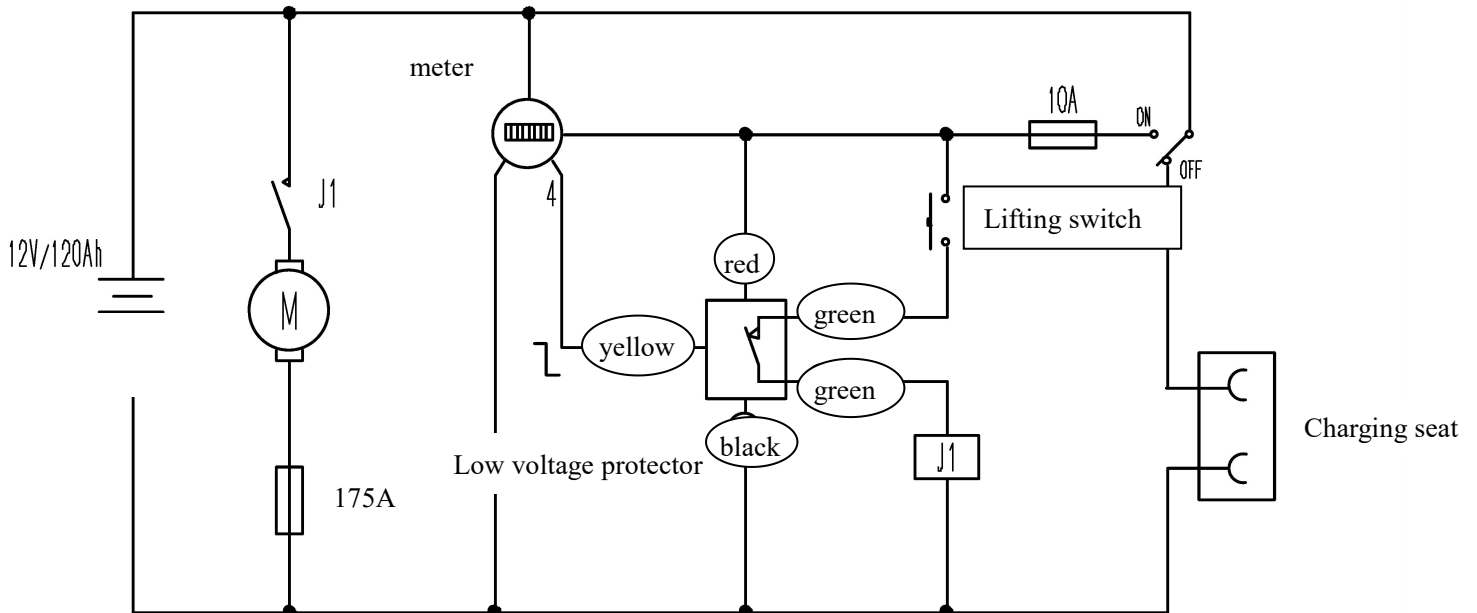 meter
10A
ON
4
J1
OFF
Lifting switch
12V/120Ah
red
M
green
yellow
green
Charging seat
black
J1
Low voltage protector
175A